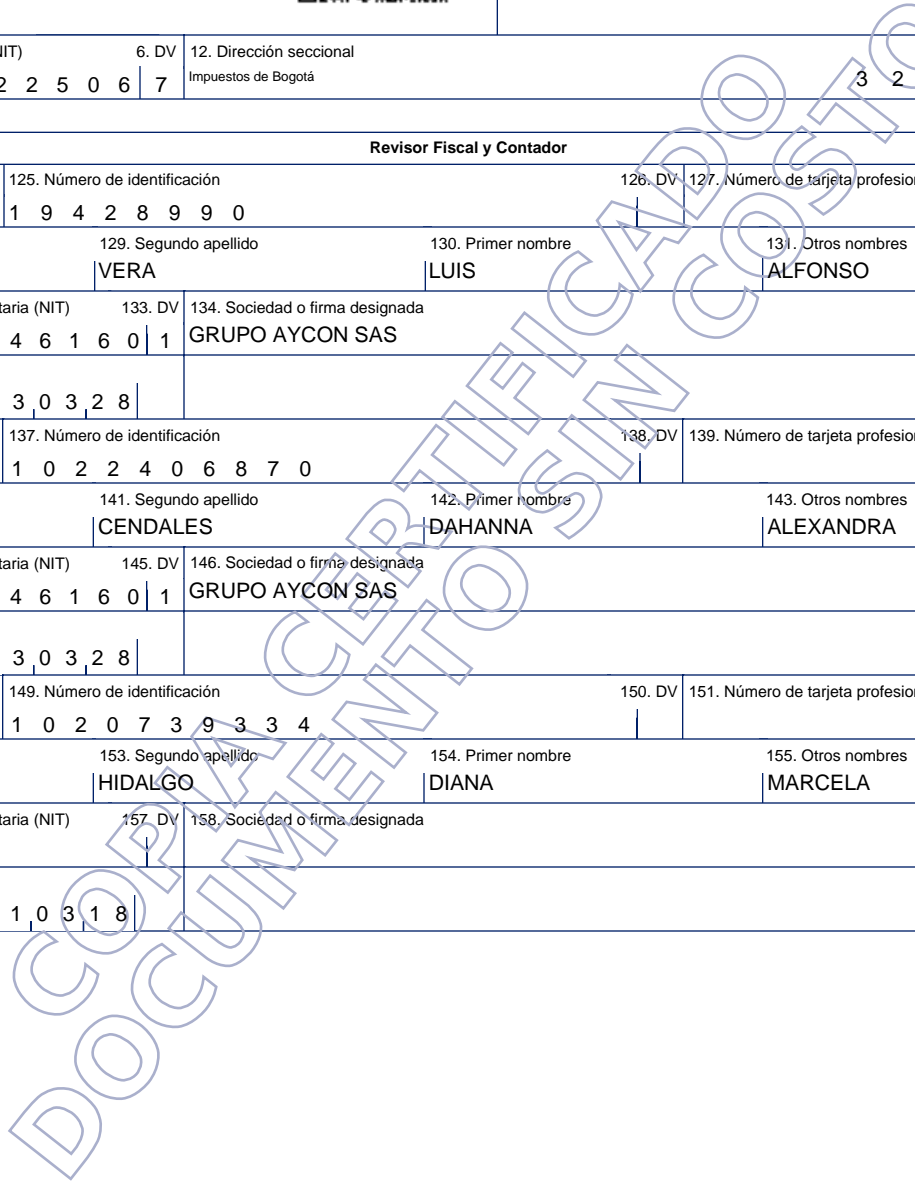 6. DV 12. Dirección seccional
2 2 5 0 6 7 Impuestos de Bogotá 3 2
Revisor Fiscal y Contador
125. Número de identificación 126. DV 127. Número de tarjeta profesio
1 9 4 2 8 9 9 0
129. Segundo apellido 130. Primer nombre 131. Otros nombres
VERA LUIS ALFONSO
taria (NIT) 133. DV 134. Sociedad o firma designada
4 6 1 6 0 1 GRUPO AYCON SAS
3 0 3 2 8
137. Número de identificación 138. DV 139. Número de tarjeta profesio
1 0 2 2 4 0 6 8 7 0
141. Segundo apellido 142. Primer nombre 143. Otros nombres
CENDALES DAHANNA ALEXANDRA
taria (NIT) 145. DV 146. Sociedad o firma designada
4 6 1 6 0 1 GRUPO AYCON SAS
3 0 3 2 8
149. Número de identificación 150. DV 151. Número de tarjeta profesio
1 0 2 0 7 3 9 3 3 4
153. Segundo apellido 154. Primer nombre 155. Otros nombres
HIDALGO DIANA MARCELA
taria (NIT) 157. DV 158. Sociedad o firma designada
1 0 3 1 8
COPIA CERTIFICADO
DOCUMENTO SIN COSTO